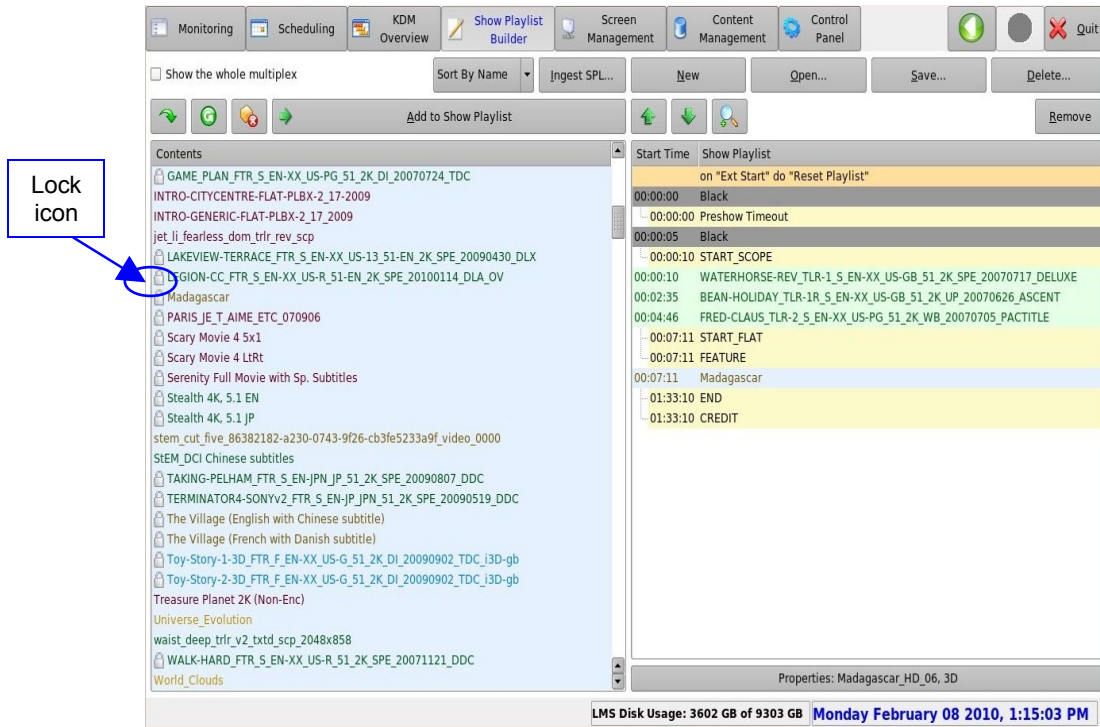 Monitoring
Scheduling
KDM
Overview
Show Playlist
Builder
Screen
Management
Content
Management
Control
Panel
Quit
Show the whole multiplex
Sort By Name
Ingest SPL...
New
Open...
Save...
Delete...
Add to Show Playlist
Remove
Lock
icon
Contents
GAME_PLAN_FTR_S_EN-XX_US-PG_51_2K_DI_20070724_TDC
INTRO-CITYCENTRE-FLAT-PLBX-2_17-2009
INTRO-GENERIC-FLAT-PLBX-2_17_2009
jet_li_fearless_dom_trlr_rev_scp
LAKEVIEW-TERRACE_FTR_S_EN-XX_US-13_51-EN_2K_SPE_20090430_DLX
LEGION-CC_FTR_S_EN-XX_US-R_51-EN_2K_SPE_20100114_DLA_OV
Madagascar
PARIS_JE_T_AIME_ETC_070906
Scary Movie 4 5x1
Scary Movie 4 LtRt
Serenity Full Movie with Sp. Subtitles
Stealth 4K, 5.1 EN
Stealth 4K, 5.1 JP
stem_cut_five_86382182-a230-0743-9f26-cb3fe5233a9f_video_0000
StEM_DCI Chinese subtitles
TAKING-PELHAM_FTR_S_EN-JPN_JP_51_2K_SPE_20090807_DDC
TERMINATOR4-SONYv2_FTR_S_EN-JP_JPN_51_2K_SPE_20090519_DDC
The Village (English with Chinese subtitle)
The Village (French with Danish subtitle)
Toy-Story-1-3D_FTR_F_EN-XX_US-G_51_2K_DI_20090902_TDC_i3D-gb
Toy-Story-2-3D_FTR_F_EN-XX_US-G_51_2K_DI_20090902_TDC_i3D-gb
Treasure Planet 2K (Non-Enc)
Universe_Evolution
waist_deep_trlr_v2_txtd_scp_2048x858
WALK-HARD_FTR_S_EN-XX_US-R_51_2K_SPE_20071121_DDC
World_Clouds
Start Time Show Playlist
on "Ext Start" do "Reset Playlist"
00:00:00 Black
00:00:00 Preshow Timeout
00:00:05 Black
00:00:10 START_SCOPE
00:00:10 WATERHORSE-REV_TLR-1_S_EN-XX_US-GB_51_2K_SPE_20070717_DELUXE
00:02:35 BEAN-HOLIDAY_TLR-1R_S_EN-XX_US-GB_51_2K_UP_20070626_ASCENT
00:04:46 FRED-CLAUS_TLR-2_S_EN-XX_US-PG_51_2K_WB_20070705_PACTITLE
00:07:11 START_FLAT
00:07:11 FEATURE
00:07:11 Madagascar
01:33:10 END
01:33:10 CREDIT
Properties: Madagascar_HD_06, 3D
LMS Disk Usage: 3602 GB of 9303 GB
Monday February 08 2010, 1:15:03 PM